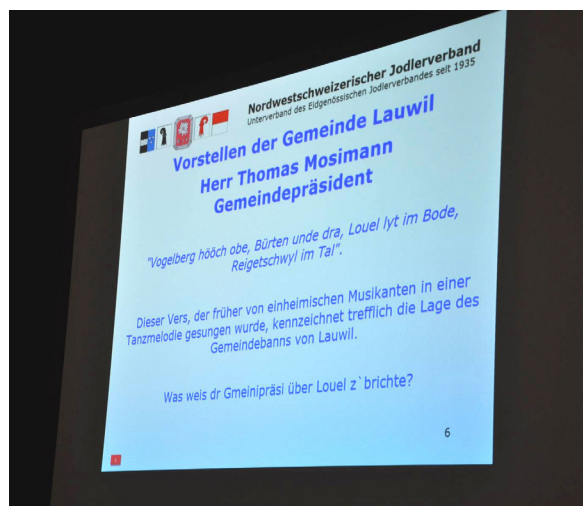 Nordwestschweizerischer Jodlerverband
Unterverband des Eidgenössischen Jodlerverbandes seit 1935
Vorstellen der Gemeinde Lauwil
Herr Thomas Mosimann
Gemeindepräsident
"Vogelberg hööch obe, Bürten unde dra, Louel lyt im Bode,
Reigetschwyl im Tal".
Dieser Vers, der früher von einheimischen Musikanten in einer
Tanzmelodie gesungen wurde, kennzeichnet trefflich die Lage des
Gemeindebanns von Lauwil.
Was weis dr Gmeinipräsi über Louel z`brichte?
6